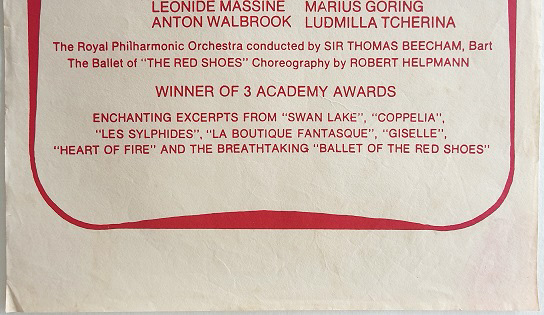 LEONIDE MASSINE MARIUS GORING
ANTON WALBROOK LUDMILLA TCHERINA
The Royal Philharmonic Orchestra conducted by SIR THOMAS BEECHAM, Bart
The Ballet of "THE RED SHOES" Choreography by ROBERT HELPMANN
WINNER OF 3 ACADEMY AWARDS
ENCHANTING EXCERPTS FROM "SWAN LAKE", "COPPELIA",
"LES SYLPHIDES", "LA BOUTIQUE FANTASQUE", "GISELLE",
"HEART OF FIRE" AND THE BREATHTAKING "BALLET OF THE RED SHOES"